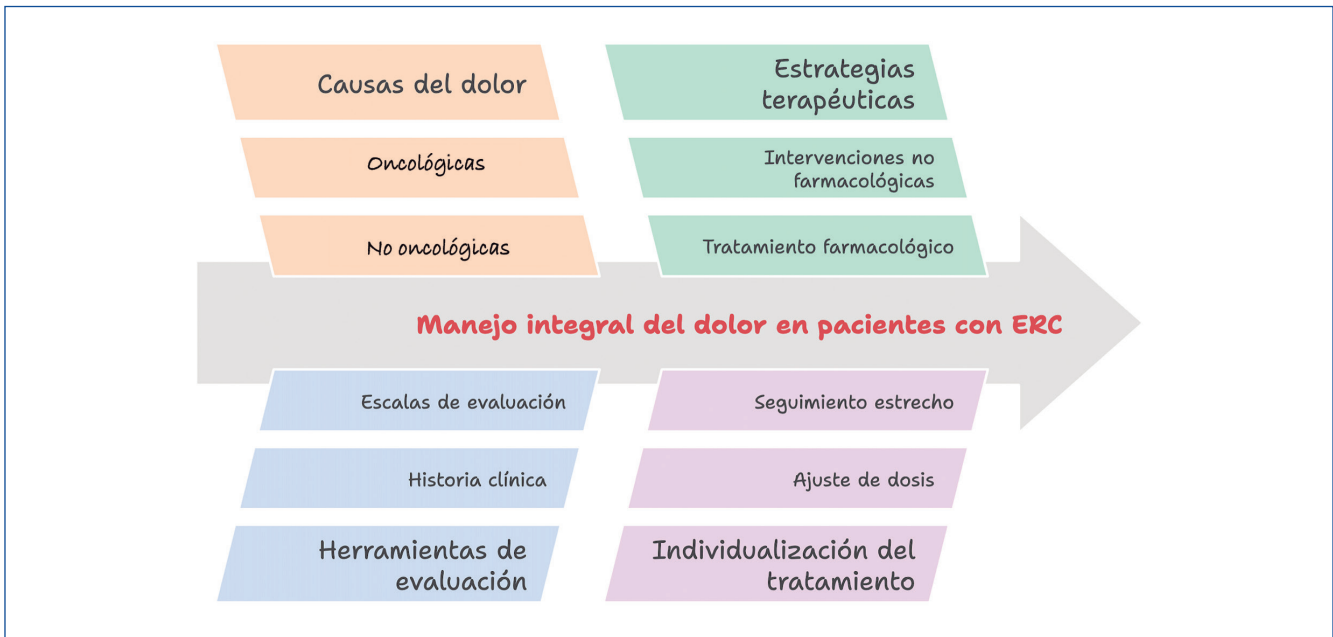 Causas del dolor
Oncológicas
No oncológicas
Estrategias
terapéuticas
Intervenciones no
farmacológicas
Tratamiento farmacológico
Manejo integral del dolor en pacientes con ERC
Escalas de evaluación
Historia clínica
Herramientas de
evaluación
Seguimiento estrecho
Ajuste de dosis
Individualización del
tratamiento